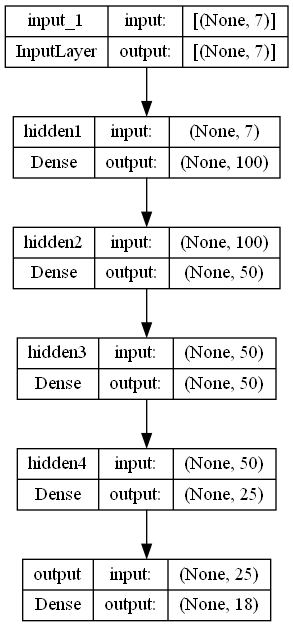 input_1 input: [(None, 7)]
InputLayer output: [(None, 7)]
hidden1 input: (None, 7)
Dense output: (None, 100)
hidden2 input: (None, 100)
Dense output: (None, 50)
hidden3 input: (None, 50)
Dense output: (None, 50)
hidden4 input: (None, 50)
Dense output: (None, 25)
output input: (None, 25)
Dense output: (None, 18)